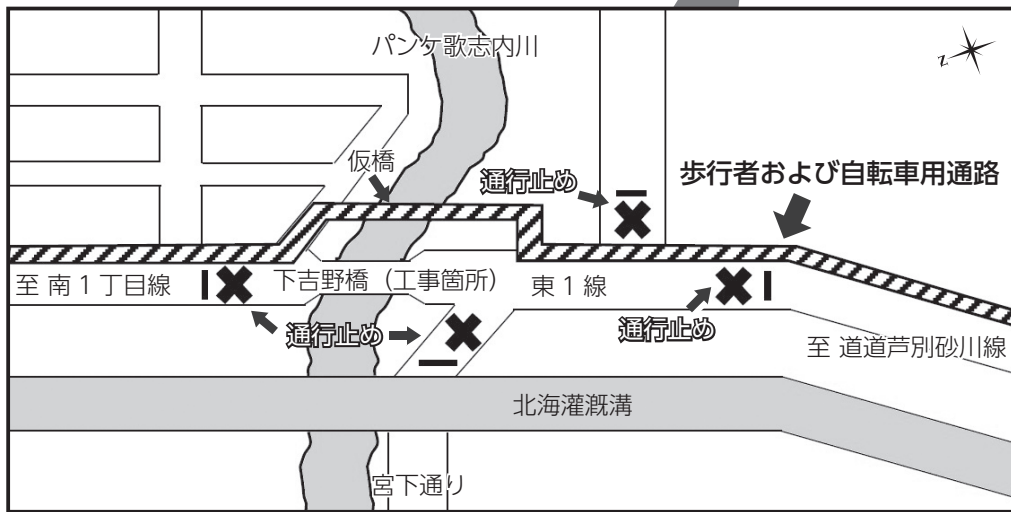 パンケ歌志内川
z
仮橋
通行止め
歩行者および自転車用通路
至 南1丁目線
下吉野橋（工事箇所）
東1線
通行止め
通行止め
至 道道芦別砂川線
北海灌漑溝
宮下通り